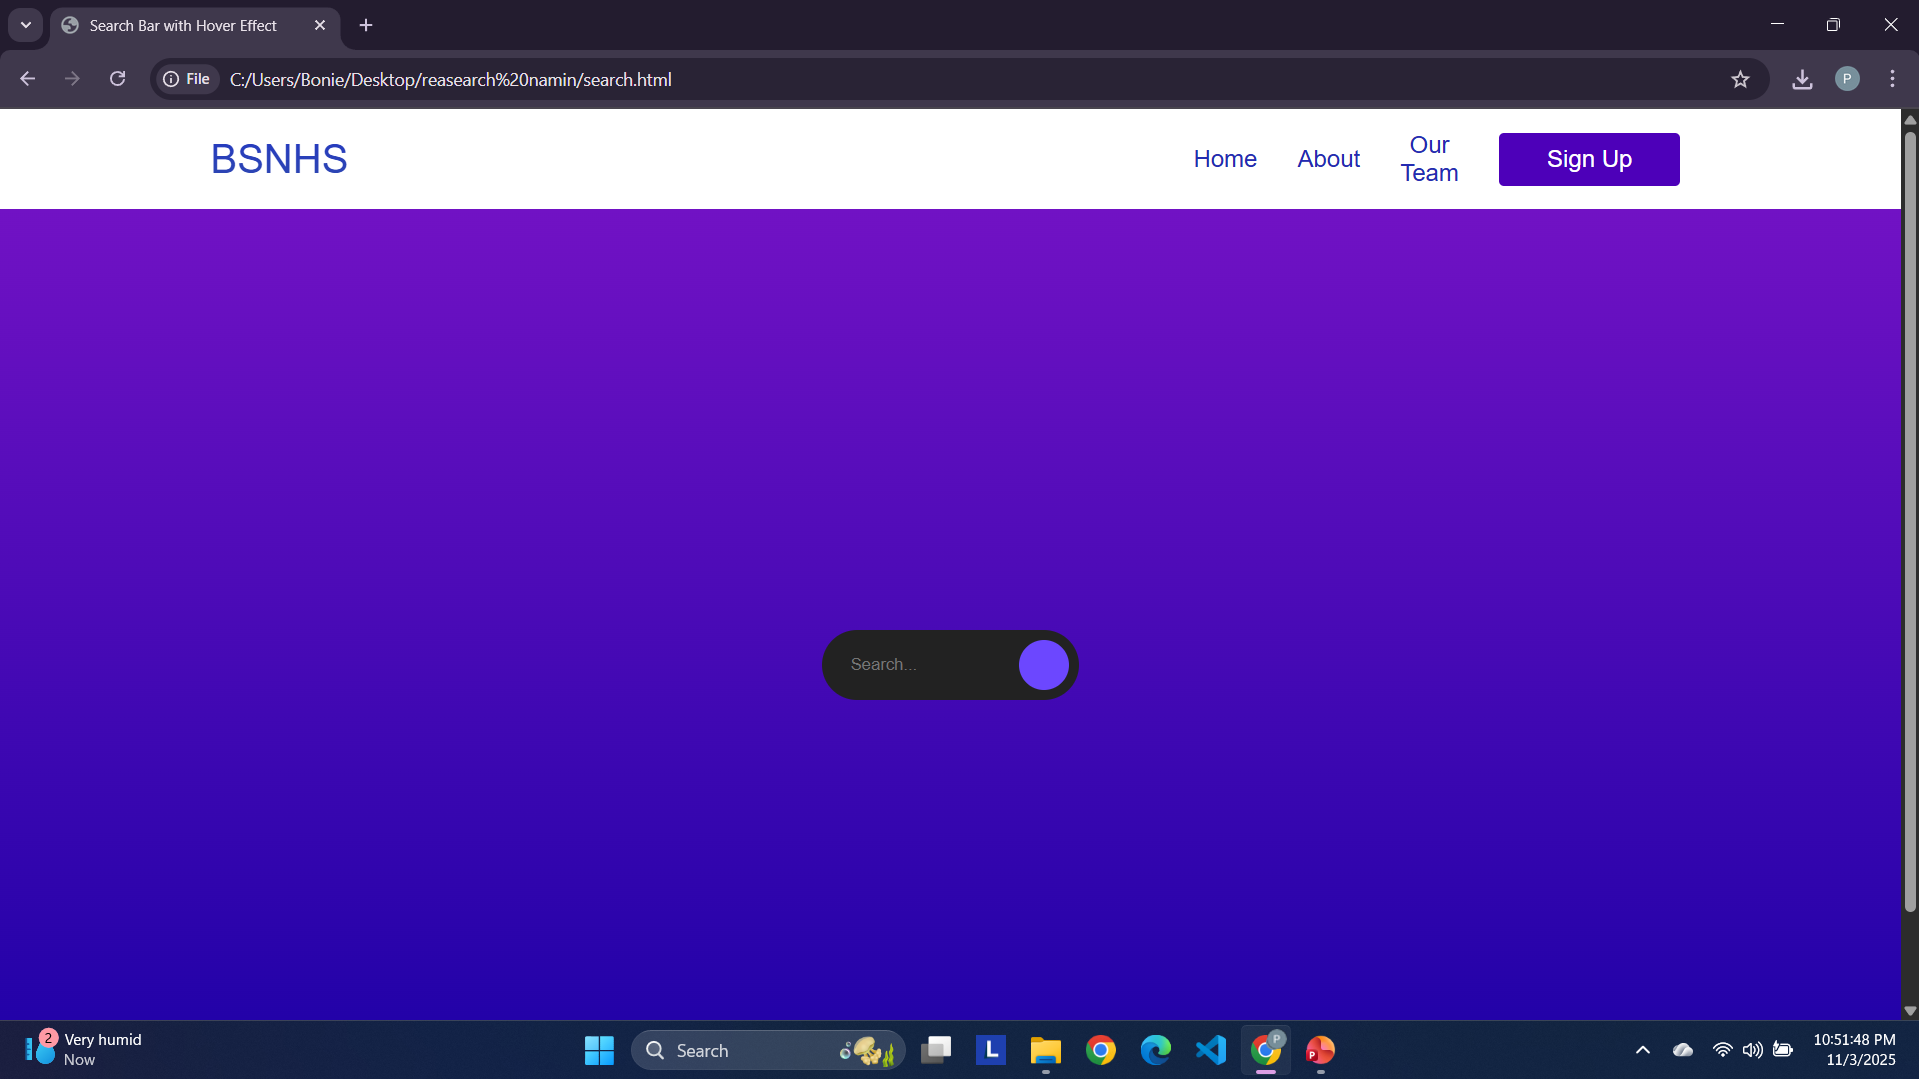 Search Bar with Hover Effect
File
C:/Users/Bonie/Desktop/reasearch%20namin/search.html
P
BSNHS
Home
About
Our
Team
Sign Up
Search...
2
Very humid
Now
Search
L
P
P
10:51:48 PM
11/3/2025